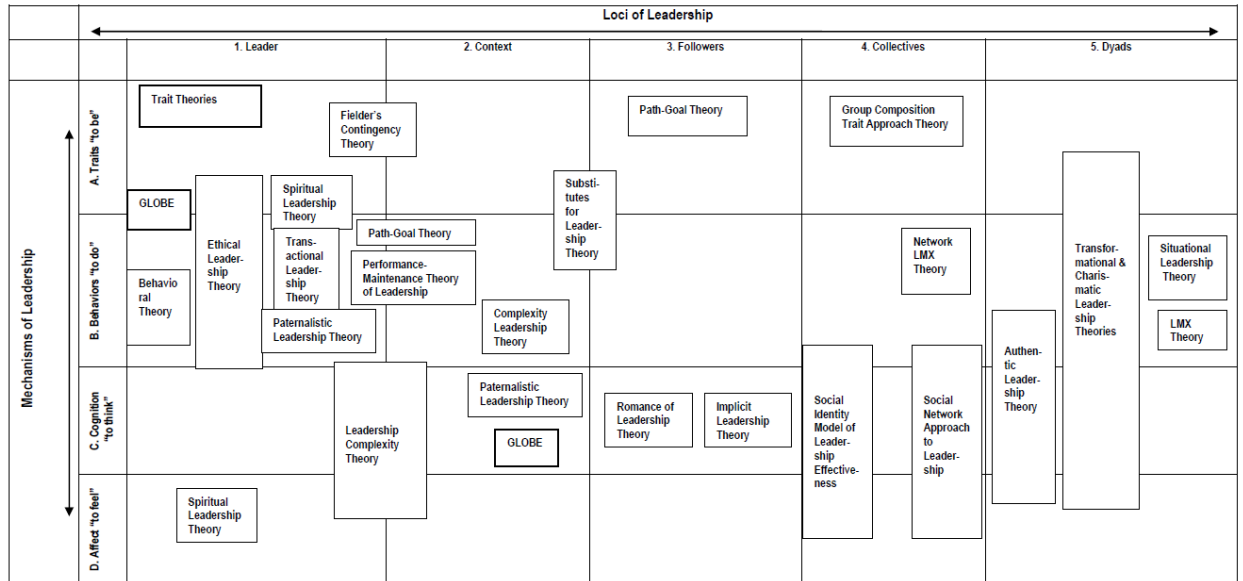 Loci of Leadership
1. Leader
2. Context
3. Followers
4. Collectives
5. Dyads
Mechanisms of Leadership
A. Traits “to be”
Trait Theories
Fielder’s
Contingency
Theory
Path-Goal Theory
Group Composition
Trait Approach Theory
GLOBE
Ethical
Leader-
ship
Theory
Spiritual
Leadership
Theory
Substit-
utes
for
Leader-
ship
Theory
B. Behaviors “to do”
Behavio
ral
Theory
Trans-
actional
Leader-
ship
Theory
Path-Goal Theory
Performance-
Maintenance Theory
of Leadership
Paternalistic
Leadership Theory
Complexity
Leadership
Theory
Network
LMX
Theory
Transfor-
mational &
Charis-
matic
Leader-
ship
Theories
Situational
Leadership
Theory
LMX
Theory
Authen-
tic
Leader-
ship
Theory
C. Cognition
“to think”
Leadership
Complexity
Theory
Paternalistic
Leadership Theory
GLOBE
Romance of
Leadership
Theory
Implicit
Leadership
Theory
Social
Identity
Model of
Leader-
ship
Effective-
ness
Social
Network
Approach
to
Leader-
ship
D. Affect “to feel”
Spiritual
Leadership
Theory